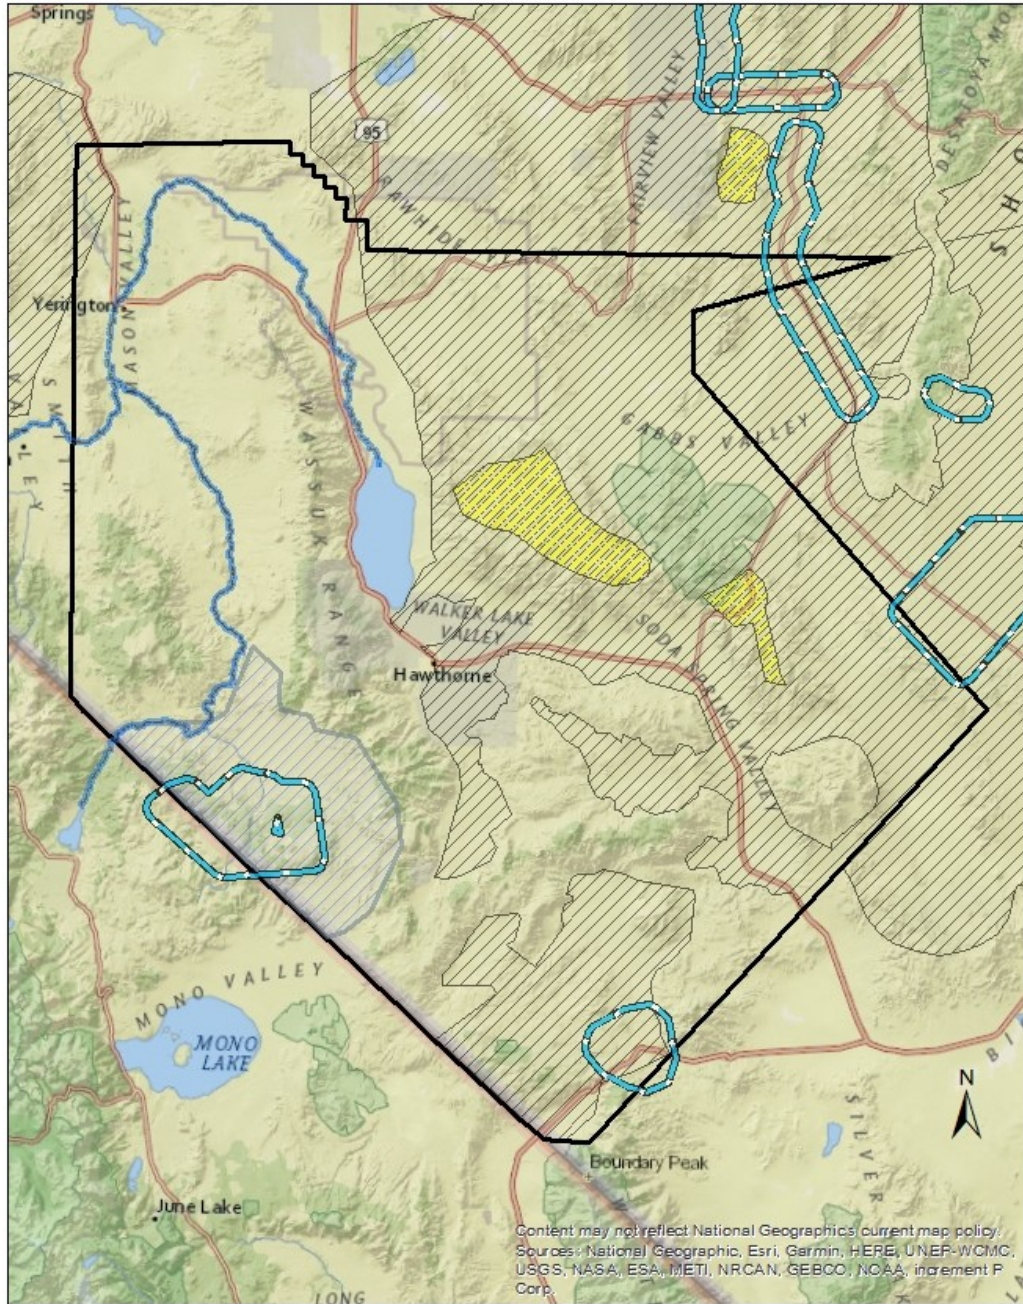 Springs
95
FAIRVIEW VALLEY
DESATOYA
SHO
RAWHIDE
MASON VALLEY
Yerington
SMITH
LEY
WASSUK RANGE
GABBS VALLEY
WALKER LAKE
VALLEY
SODA SPRING VALLEY
Hawthorne
MONO VALLEY
MONO
LAKE
N
SILVER
Boundary Peak
June Lake
LONG
Content may not reflect National Geographic's current map policy.
Sources: National Geographic, Esri, Garmin, HERE, UNEP-WCMC,
USGS, NASA, ESA, METI, NRCAN, GEBCO, NOAA, increment P
Corp.